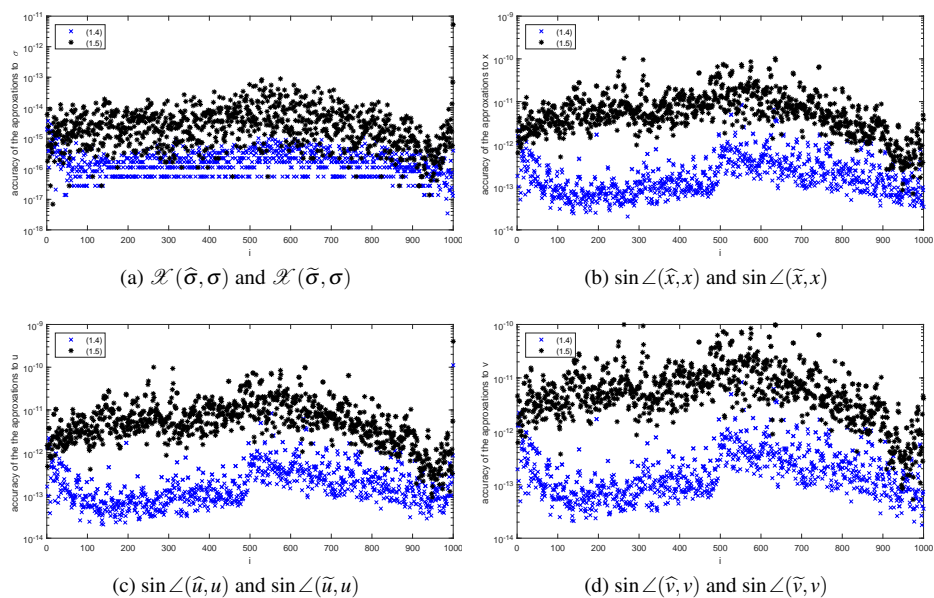 10^-11
10^-12
10^-13
10^-14
10^-15
10^-16
10^-17
10^-18
accuracy of the approxations to σ
(1.4)
(1.5)
0 100 200 300 400 500 600 700 800 900 1000
i
(a) 𝒳(σ̂,σ) and 𝒳(σ̃,σ)
10^-9
10^-10
10^-11
10^-12
10^-13
10^-14
accuracy of the approxations to x
(1.4)
(1.5)
0 100 200 300 400 500 600 700 800 900 1000
i
(b) sin∠(x̂,x) and sin∠(x̃,x)
10^-9
10^-10
10^-11
10^-12
10^-13
10^-14
accuracy of the approxations to u
(1.4)
(1.5)
0 100 200 300 400 500 600 700 800 900 1000
i
(c) sin∠(û,u) and sin∠(ũ,u)
10^-10
10^-11
10^-12
10^-13
10^-14
accuracy of the approxations to v
(1.4)
(1.5)
0 100 200 300 400 500 600 700 800 900 1000
i
(d) sin∠(v̂,v) and sin∠(ṽ,v)